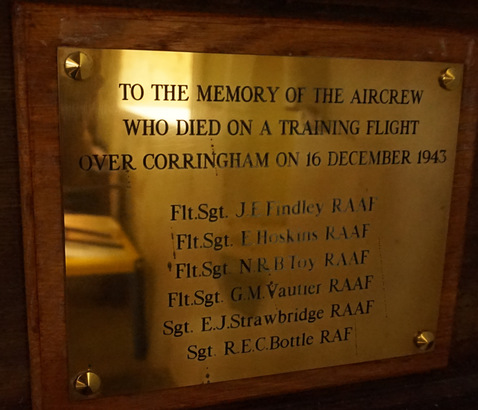 TO THE MEMORY OF THE AIRCREW
WHO DIED ON A TRAINING FLIGHT
OVER CORRINGHAM ON 16 DECEMBER 1943
Flt.Sgt. J.F Findley RAAF
Flt.Sgt. F.Hoskins RAAF
Flt.Sgt. N.R.B Toy RAAF
Flt.Sgt. G.M.Vautier RAAF
Sgt. E.J.Strawbridge RAAF
Sgt. R.E.C.Bottle RAF